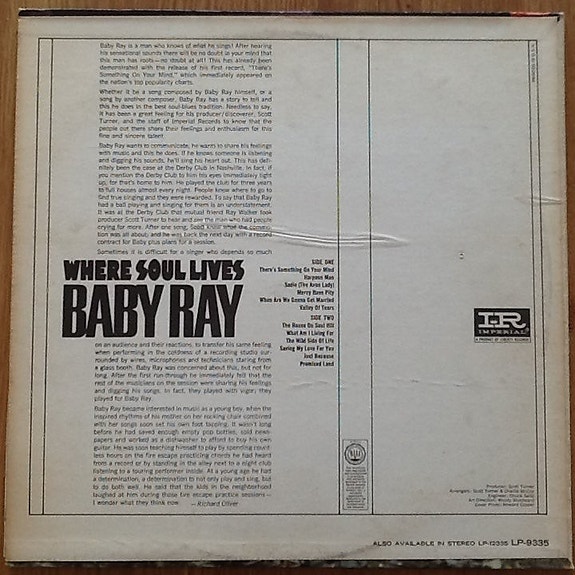 Baby Ray is a man who knows of what he sings! After hearing
his sensational sounds there will be no doubt in your mind that
this man has roots—no doubt at all! This has already been
demonstrated with the release of his first record, "There's
Something On Your Mind," which immediately appeared on
the nation's top popularity charts.
Whether it be a song composed by Baby Ray himself, or a
song by another composer, Baby Ray has a story to tell and
this he does in the best soul-blues tradition. Needless to say,
it has been a great feeling for his producer/discoverer, Scott
Turner, and the staff of Imperial Records to know that the
people out there share their feelings and enthusiasm for this
fine and sincere talent.
Baby Ray wants to communicate, he wants to share his feelings
with music and this he does. If he knows someone is listening
and digging his sounds, he'll sing his heart out. This has def-
initely been the case at the Derby Club in Nashville. In fact, if
you mention the Derby Club to him his eyes immediately light
up, for that's home to him. He played the club for three years
to full houses almost every night. People knew where to go to
find true singing and they were rewarded. To say that Baby Ray
had a ball playing and singing for them is an understatement.
It was at the Derby Club that mutual friend Ray Walker took
producer Scott Turner to hear and see the man who had people
crying for more. After one song, Scott knew what the commo-
tion was all about; and he was back the next day with a record
contract for Baby plus plans for a session.
Sometimes it is difficult for a singer who depends so much
WHERE SOUL LIVES
BABY RAY
on an audience and their reactions, to transfer his same feeling
when performing in the coldness of a recording studio sur-
rounded by wires, microphones and technicians staring from
a glass booth. Baby Ray was concerned about this, but not for
long. After the first run-through he immediately felt that the
rest of the musicians on the session were sharing his feelings
and digging his songs. In fact, they played with vigor; they
played for Baby Ray.
Baby Ray became interested in music as a young boy, when the
inspired rhythms of his mother on her rocking chair combined
with her songs soon set his own foot tapping. It wasn't long
before he had saved enough empty pop bottles, sold news-
papers and worked as a dishwasher to afford to buy his own
guitar. He was soon teaching himself to play by spending count-
less hours on the fire escape practicing chords he had heard
from a record or by standing in the alley next to a night club
listening to a touring performer inside. At a young age he had
a determination, a determination to not only play and sing, but
to do both well. He said that the kids in the neighborhood
laughed at him during those fire escape practice sessions—
I wonder what they think now.
— Richard Oliver
SIDE ONE
There's Something On Your Mind
Harpoon Man
Sadie (The Avon Lady)
Mercy Have Pity
When Are We Gonna Get Married
Valley Of Tears
SIDE TWO
The House On Soul Hill
What Am I Living For
The Wild Side Of Life
Saving My Love For You
Just Because
Promised Land
IR
IMPERIAL
A PRODUCT OF LIBERTY RECORDS
Producer: Scott Turner
Arrangers: Scott Turner &
Engineer:
Art Direction: Woody Woodward
Cover Photo: Howard
ALSO AVAILABLE IN STEREO LP-12335 LP-9335